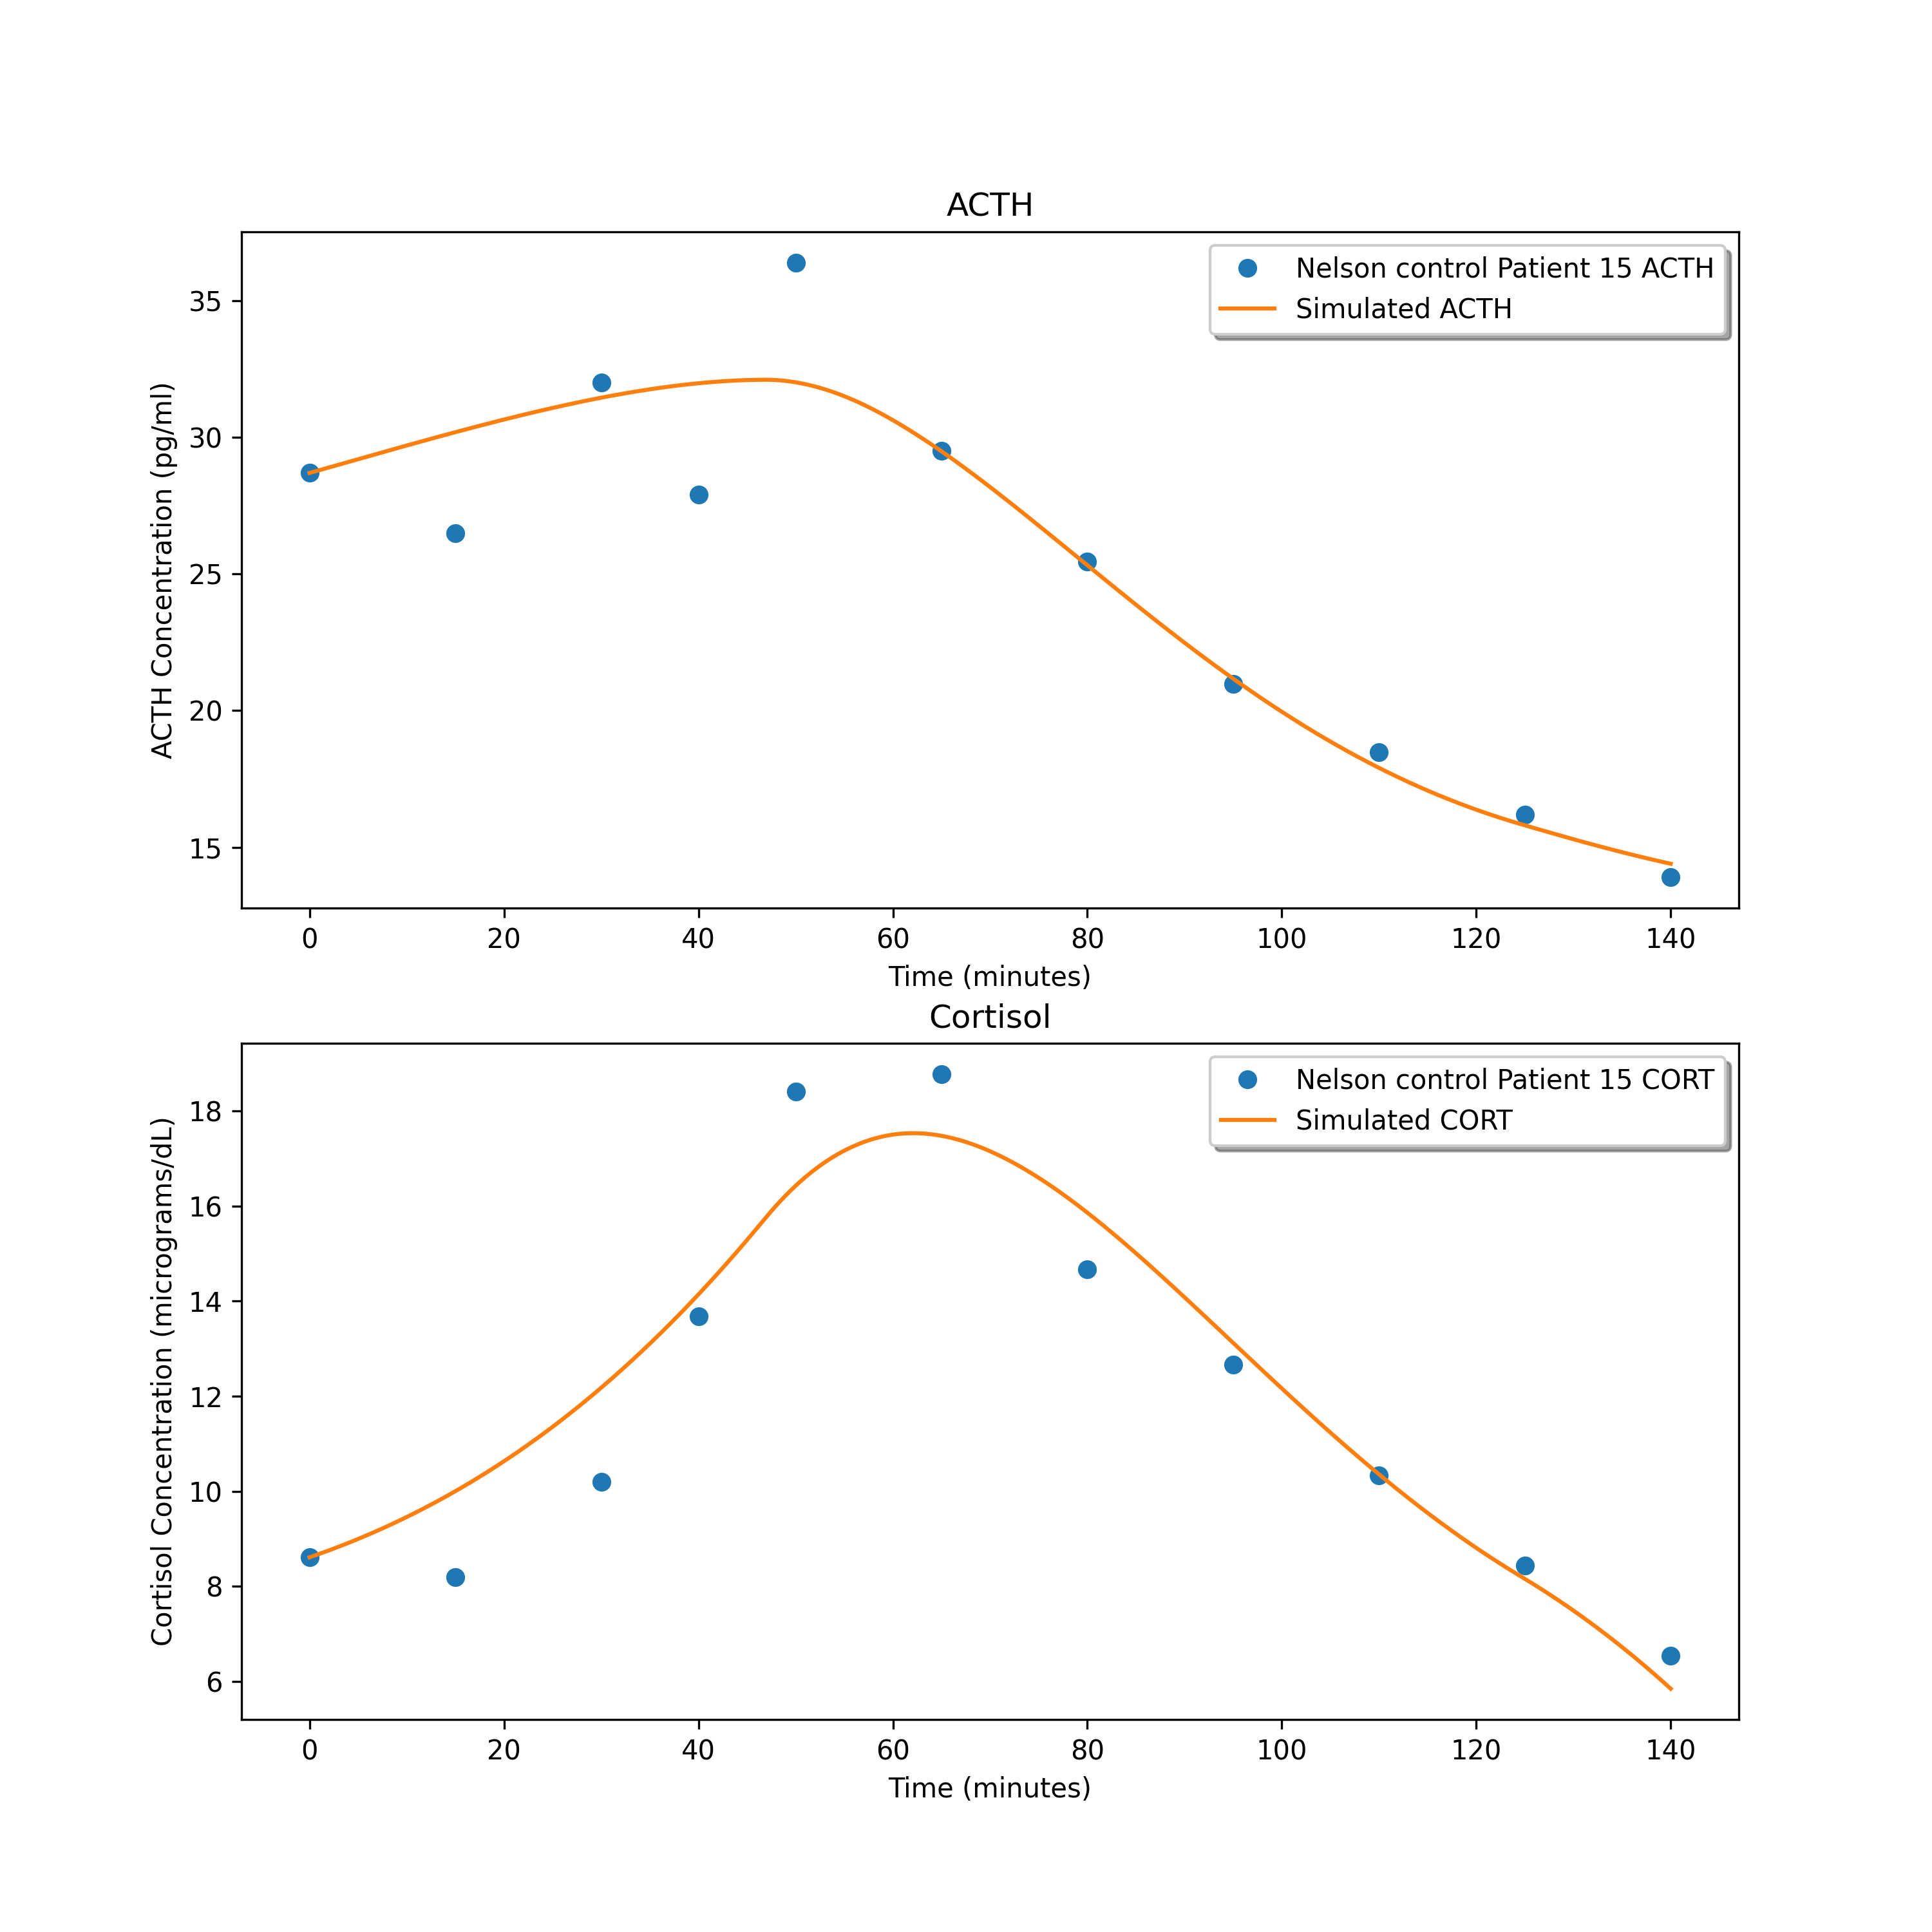 ACTH
Nelson control Patient 15 ACTH
Simulated ACTH
ACTH Concentration (pg/ml)
35
30
25
20
15
0 20 40 60 80 100 120 140
Time (minutes)
Cortisol
Nelson control Patient 15 CORT
Simulated CORT
Cortisol Concentration (micrograms/dL)
18
16
14
12
10
8
6
0 20 40 60 80 100 120 140
Time (minutes)